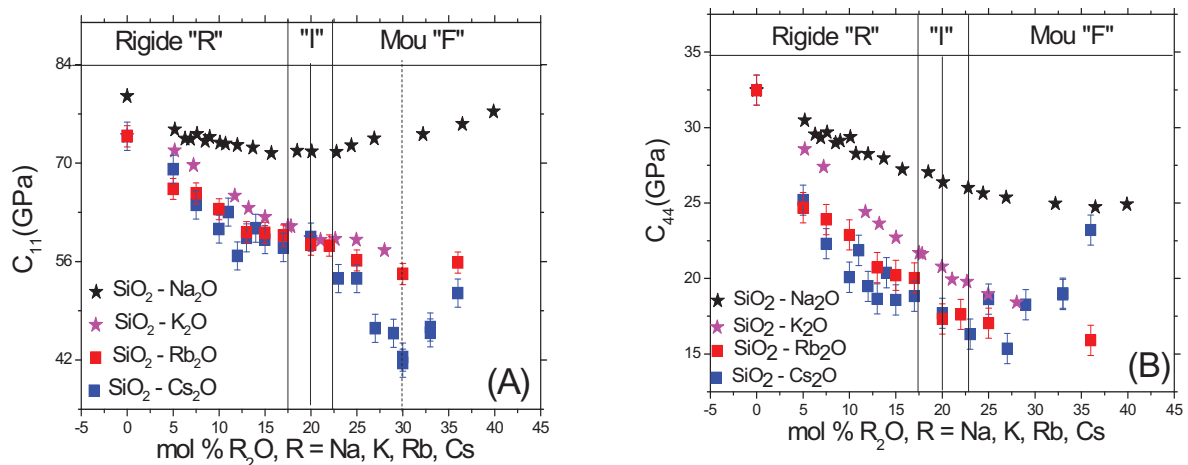 Rigide "R" "I" Mou "F"
84
70
56
42
C₁₁(GPa)
★ SiO₂ - Na₂O
★ SiO₂ - K₂O
■ SiO₂ - Rb₂O
■ SiO₂ - Cs₂O
(A)
-5 0 5 10 15 20 25 30 35 40 45
mol % R₂O, R = Na, K, Rb, Cs
Rigide "R" "I" Mou "F"
35
30
25
20
15
C₄₄(GPa)
★ SiO₂ - Na₂O
★ SiO₂ - K₂O
■ SiO₂ - Rb₂O
■ SiO₂ - Cs₂O
(B)
-5 0 5 10 15 20 25 30 35 40 45
mol % R₂O, R = Na, K, Rb, Cs